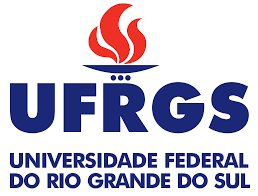 UFRGS
UNIVERSIDADE FEDERAL
DO RIO GRANDE DO SUL